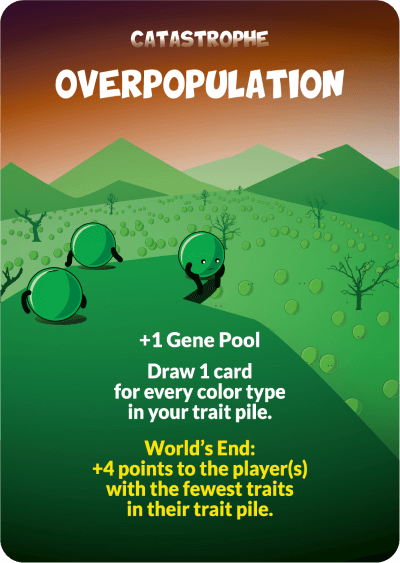 CATASTROPHE
OVERPOPULATION
+1 Gene Pool
Draw 1 card
for every color type
in your trait pile.
World's End:
+4 points to the player(s)
with the fewest traits
in their trait pile.